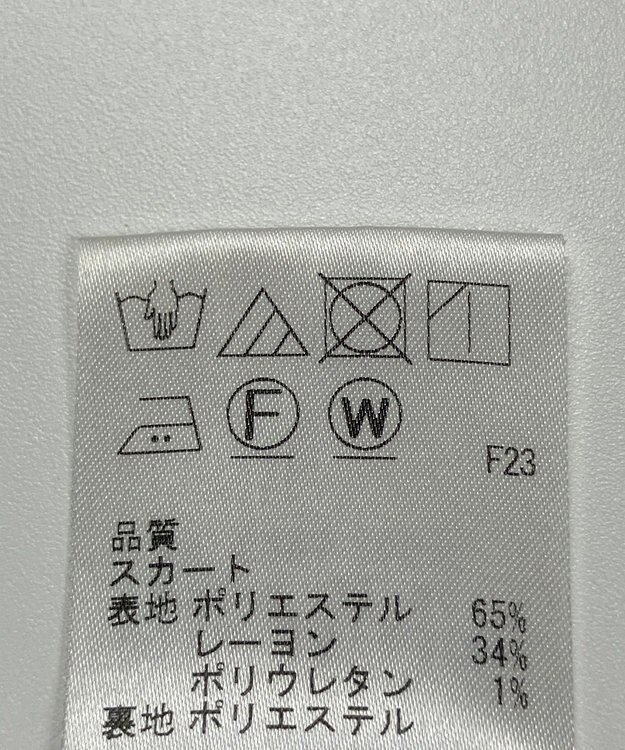 F W
F23
品質
スカート
表地 ポリエステル 65%
レーヨン 34%
ポリウレタン 1%
裏地 ポリエステル